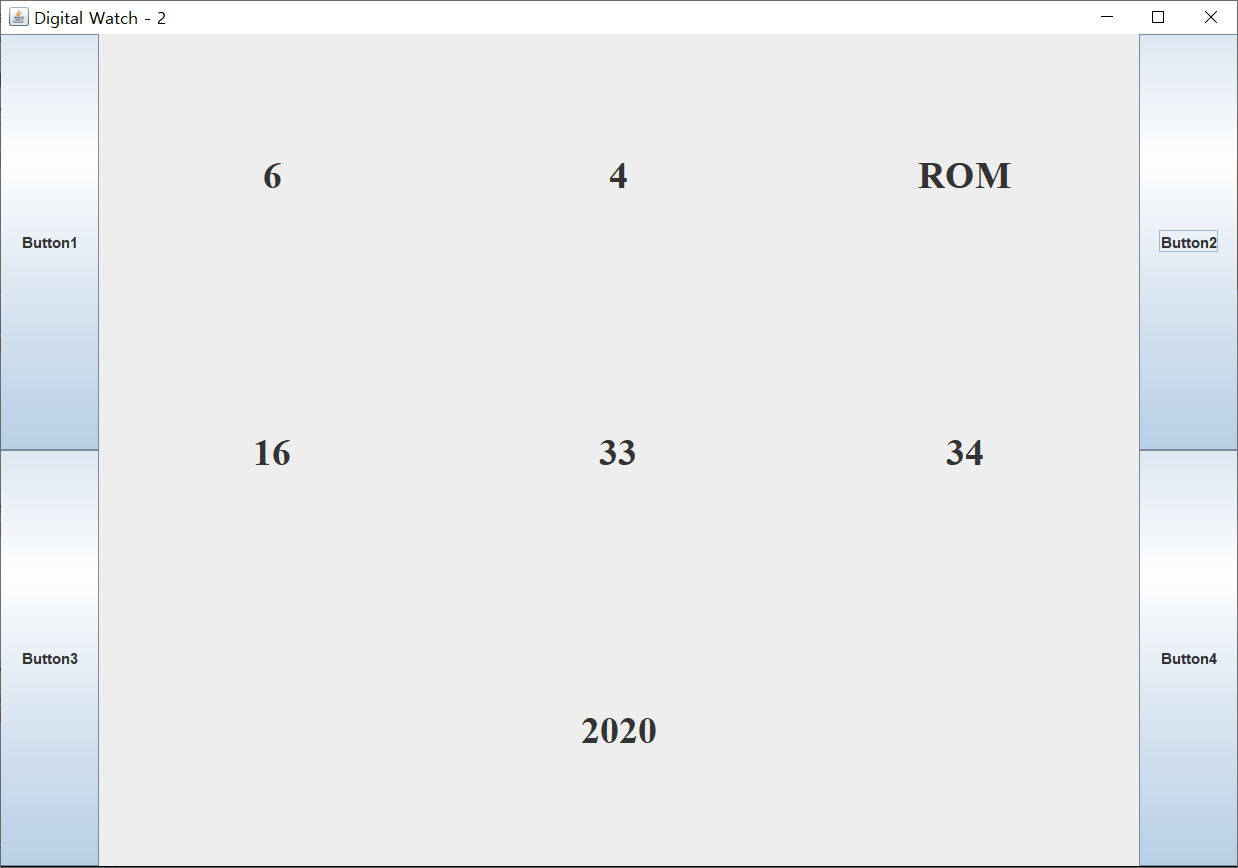 Digital Watch - 2
6 4 ROM
Button1 Button2
16 33 34
Button3 Button4
2020